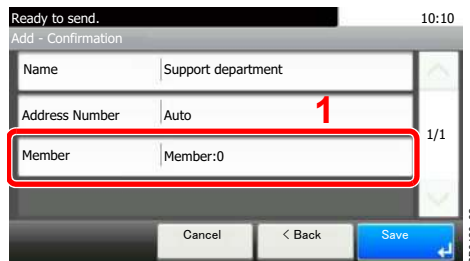 Ready to send. 10:10
Add - Confirmation
Name Support department
Address Number Auto 1
1/1
Member Member:0
Cancel < Back Save